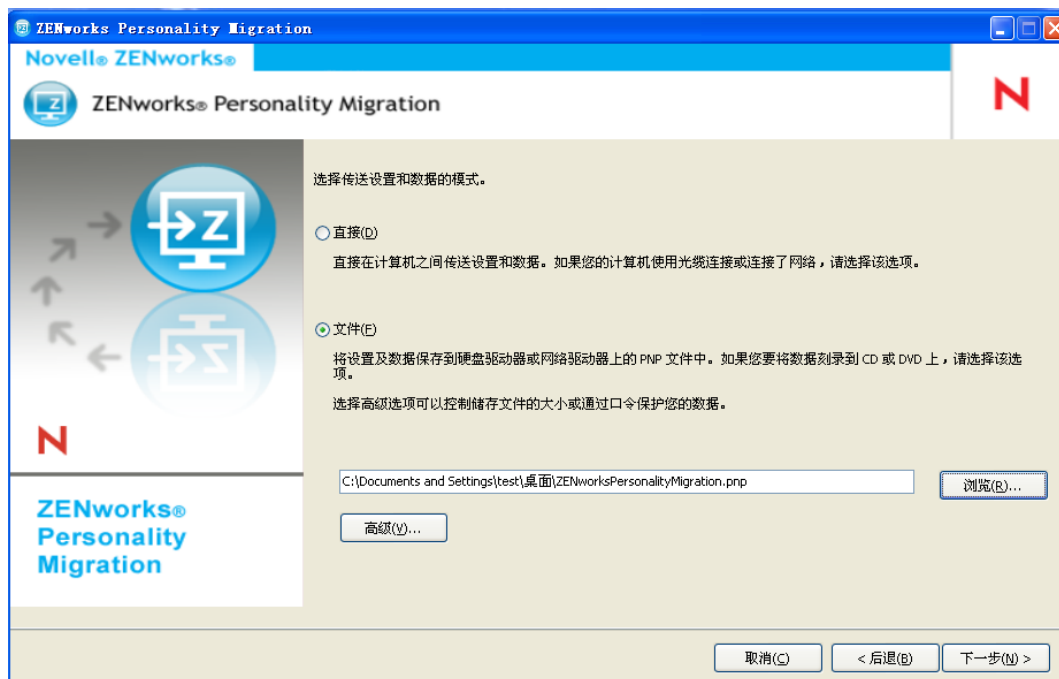 ZENworks Personality Migration
Novell® ZENworks®
ZENworks® Personality Migration
N
选择传送设置和数据的模式。
直接(D)
直接在计算机之间传送设置和数据。如果您的计算机使用光缆连接或连接了网络，请选择该选项。
Z
文件(F)
将设置及数据保存到硬盘驱动器或网络驱动器上的 PNP 文件中。如果您要将数据刻录到 CD 或 DVD 上，请选择该选
项。
选择高级选项可以控制储存文件的大小或通过口令保护您的数据。
N
C:\Documents and Settings\test\桌面\ZENworksPersonalityMigration.pnp
浏览(R)...
高级(V)...
ZENworks®
Personality
Migration
取消(C)
< 后退(B)
下一步(N) >